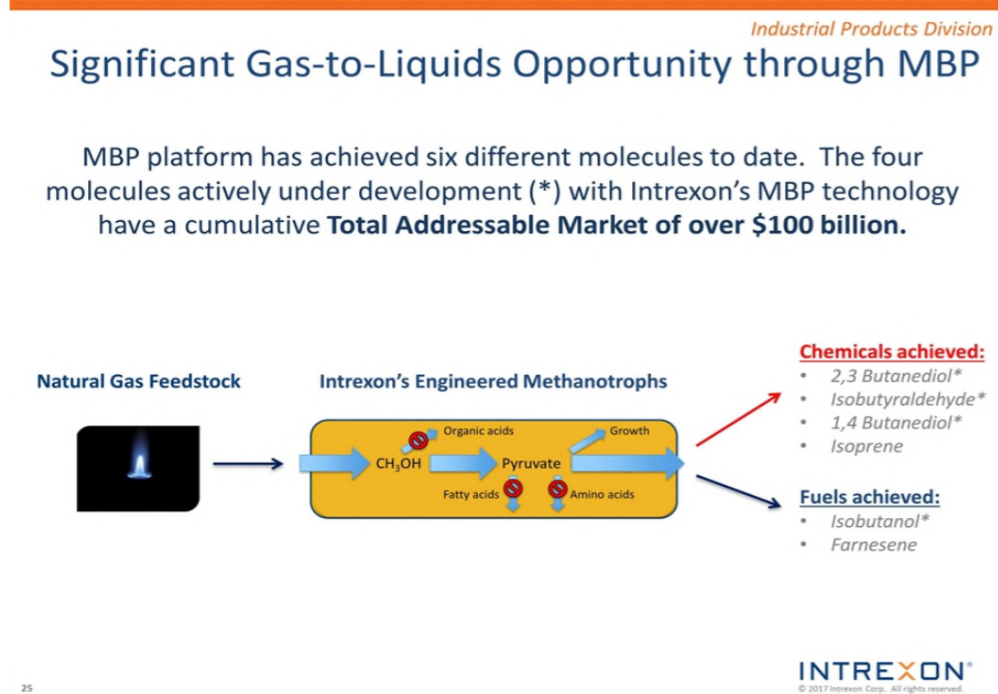 Industrial Products Division
Significant Gas-to-Liquids Opportunity through MBP
MBP platform has achieved six different molecules to date.  The four
molecules actively under development (*) with Intrexon’s MBP technology
have a cumulative Total Addressable Market of over $100 billion.
Natural Gas Feedstock
Intrexon’s Engineered Methanotrophs
Organic acids
Growth
CH₃OH
Pyruvate
Fatty acids
Amino acids
Chemicals achieved:
• 2,3 Butanediol*
• Isobutyraldehyde*
• 1,4 Butanediol*
• Isoprene
Fuels achieved:
• Isobutanol*
• Farnesene
25
INTREXON®
© 2017 Intrexon Corp.  All rights reserved.